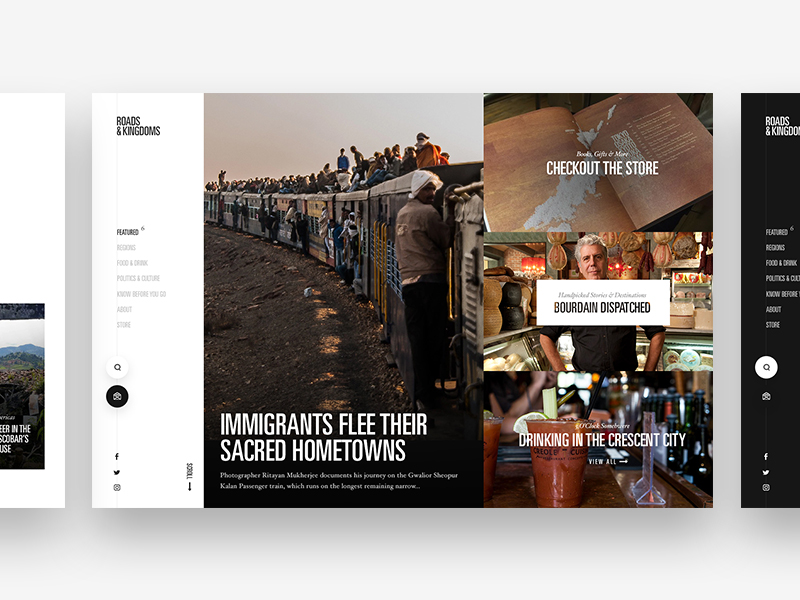 ericas
EER IN THE
SCOBAR'S
USE
ROADS
& KINGDOMS
FEATURED 6
REGIONS
FOOD & DRINK
POLITICS & CULTURE
KNOW BEFORE YOU GO
ABOUT
STORE
SCROLL
IMMIGRANTS FLEE THEIR
SACRED HOMETOWNS
Photographer Ritayan Mukherjee documents his journey on the Gwalior Sheopur
Kalan Passenger train, which runs on the longest remaining narrow...
Books, Gifts & More
CHECKOUT THE STORE
Handpicked Stories & Destinations
BOURDAIN DISPATCHED
5 O'Clock Somewhere
DRINKING IN THE CRESCENT CITY
CREOLE
VIEW ALL
ROADS
& KINGDOMS
FEATURED 6
REGIONS
FOOD & DRINK
POLITICS & CULT
KNOW BEFORE YO
ABOUT
STORE